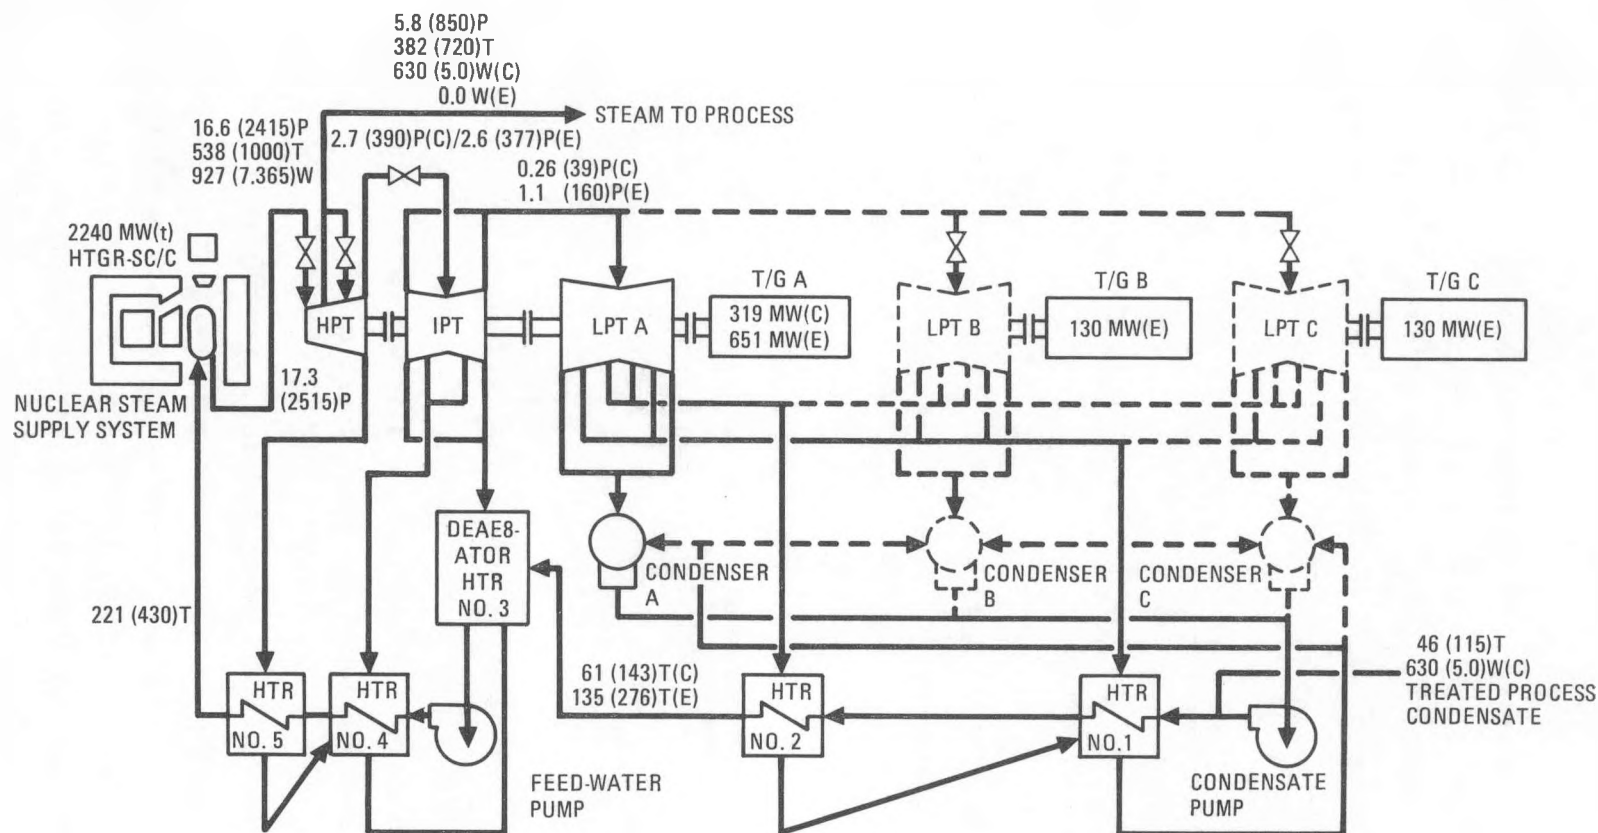 5.8 (850)P
382 (720)T
630 (5.0)W(C)
0.0 W(E)
STEAM TO PROCESS
16.6 (2415)P
538 (1000)T
927 (7.365)W
2.7 (390)P(C)/2.6 (377)P(E)
0.26 (39)P(C)
1.1 (160)P(E)
2240 MW(t)
HTGR-SC/C
T/G A
T/G B
T/G C
HPT
IPT
LPT A
319 MW(C)
651 MW(E)
LPT B
130 MW(E)
LPT C
130 MW(E)
17.3
(2515)P
NUCLEAR STEAM
SUPPLY SYSTEM
DEAE8-
ATOR
HTR
NO. 3
CONDENSER
A
CONDENSER
B
CONDENSER
C
221 (430)T
61 (143)T(C)
135 (276)T(E)
46 (115)T
630 (5.0)W(C)
TREATED PROCESS
CONDENSATE
HTR
NO. 5
HTR
NO. 4
HTR
NO. 2
HTR
NO.1
FEED-WATER
PUMP
CONDENSATE
PUMP